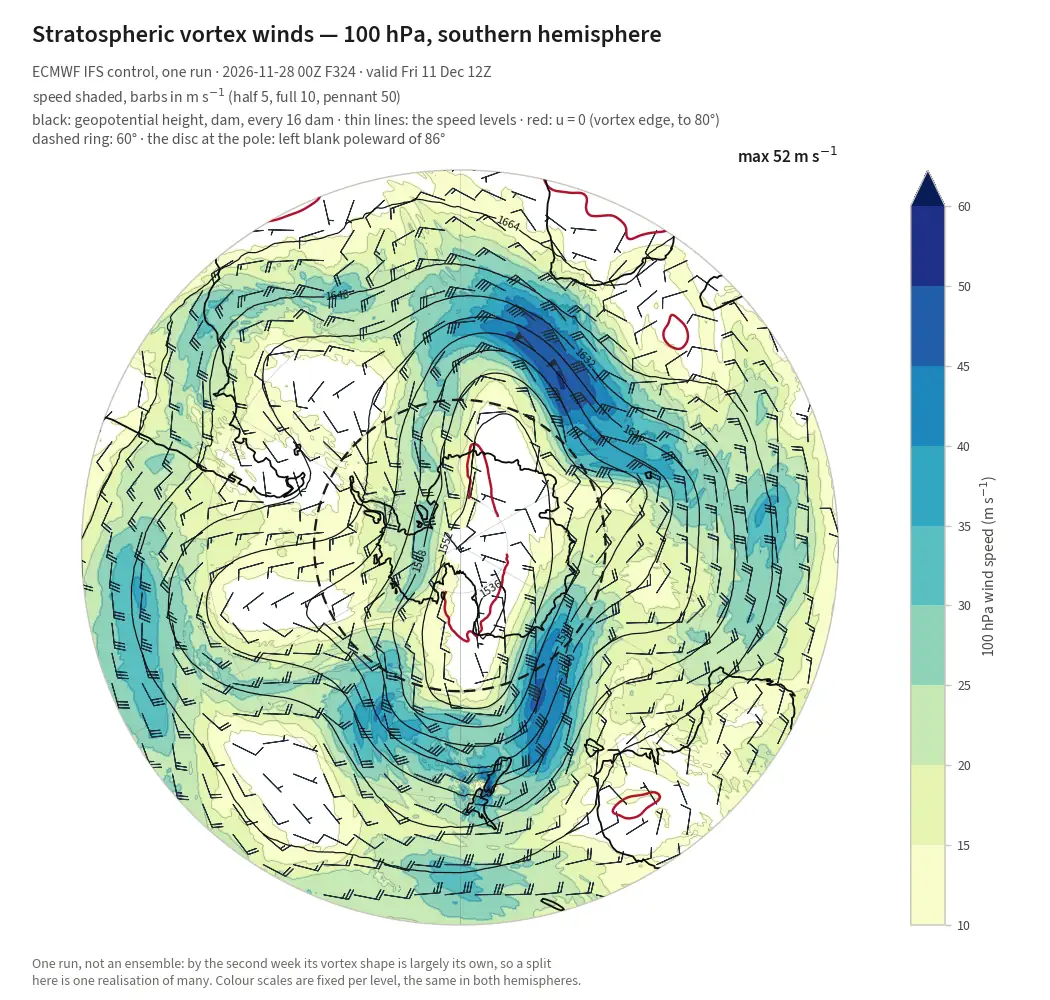 Stratospheric vortex winds — 100 hPa, southern hemisphere
ECMWF IFS control, one run · 2026-11-28 00Z F324 · valid Fri 11 Dec 12Z
speed shaded, barbs in m s⁻¹ (half 5, full 10, pennant 50)
black: geopotential height, dam, every 16 dam · thin lines: the speed levels · red: u = 0 (vortex edge, to 80°)
dashed ring: 60° · the disc at the pole: left blank poleward of 86°
max 52 m s⁻¹
1664
1648
1632
1616
1552
1568
1536
60
50
45
40
35
30
25
20
15
10
100 hPa wind speed (m s⁻¹)
One run, not an ensemble: by the second week its vortex shape is largely its own, so a split
here is one realisation of many. Colour scales are fixed per level, the same in both hemispheres.